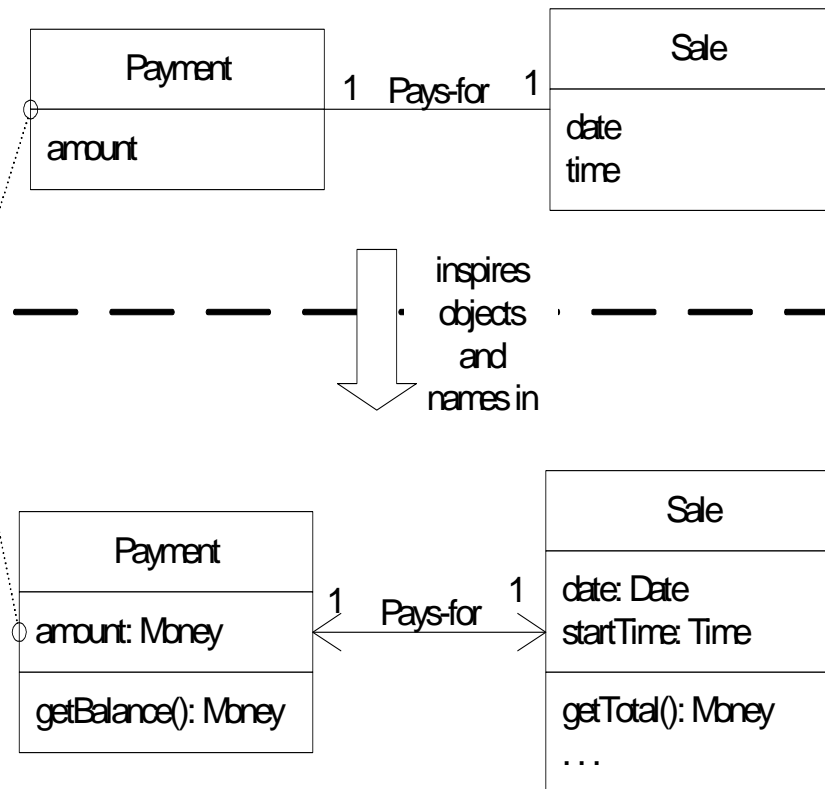 Payment
1 Pays-for 1
Sale
amount
date
time
inspires
objects
and
names in
Payment
1 Pays-for 1
Sale
amount: Money
date: Date
startTime: Time
getBalance(): Money
getTotal(): Money
. . .